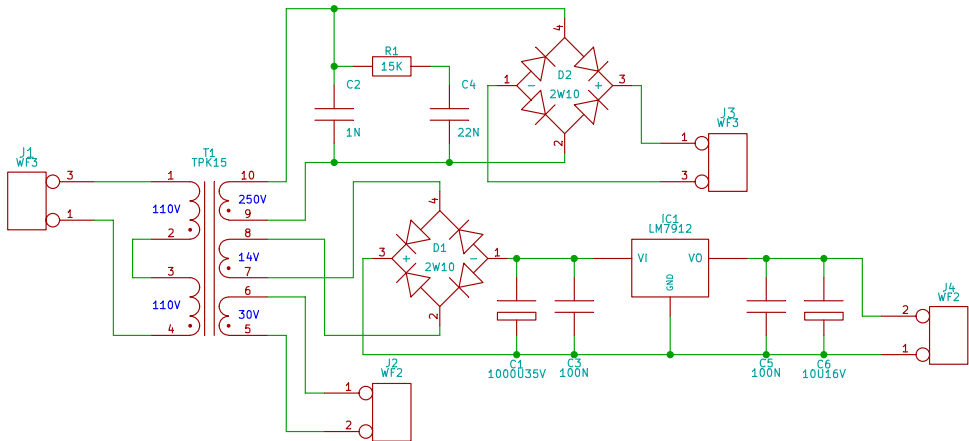 4
R1
15K
C2
C4
D2
2W10
1
-
+
3
1N
22N
2
J3
WF3
1
3
J1
WF3
3
1
T1
TPK15
1
10
250V
110V
9
2
8
14V
7
3
6
110V
30V
4
5
4
D1
2W10
3
+
-
1
2
IC1
LM7912
VI
VO
GND
C1
1000U35V
C3
100N
C5
100N
C6
10U16V
J4
WF2
2
1
J2
WF2
1
2